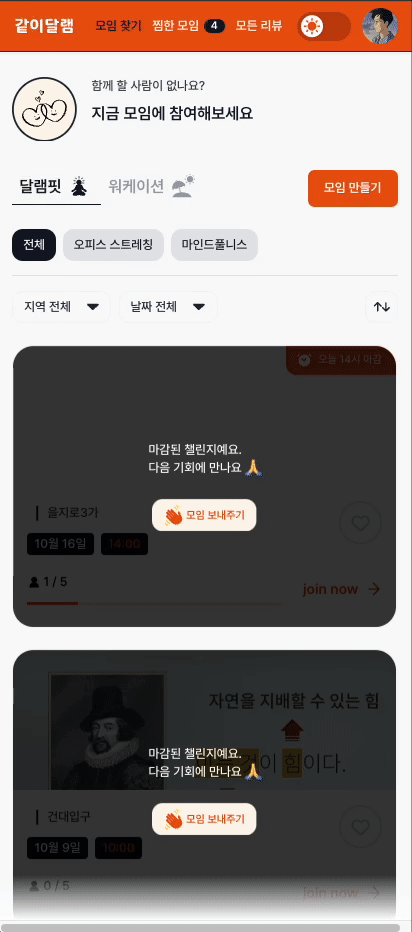 같이달램 모임 찾기 찜한 모임 4 모든 리뷰
함께 할 사람이 없나요?
지금 모임에 참여해보세요
달램핏 워케이션 모임 만들기
전체 오피스 스트레칭 마인드풀니스
지역 전체 날짜 전체
오늘 14시 마감
마감된 챌린지예요.
다음 기회에 만나요 🙏
👋 모임 보내주기
| 을지로3가
10월 16일 14:00
1 / 5
join now →
자연을 지배할 수 있는 힘
마감된 챌린지예요.
다음 기회에 만나요 🙏
것이 힘이다.
👋 모임 보내주기
| 건대입구
10월 9일 10:00
0 / 5
join now →